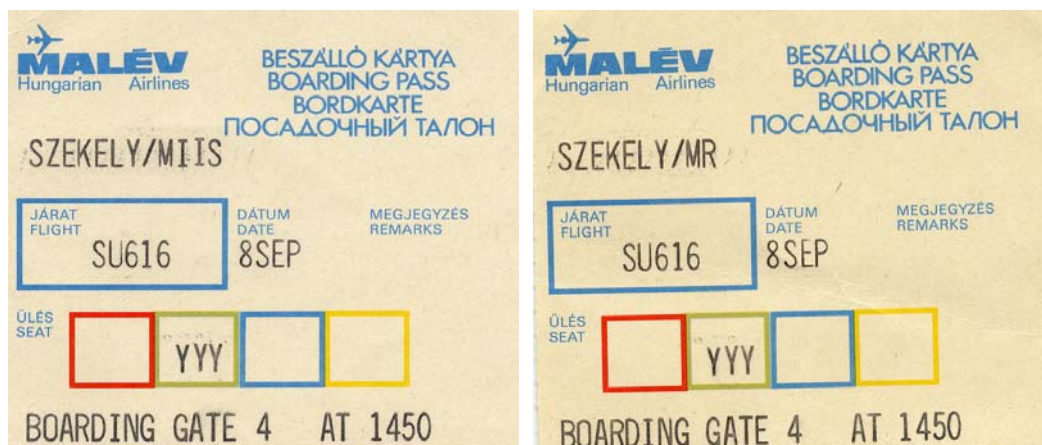 MALÉV
Hungarian Airlines
BESZÁLLÓ KÁRTYA
BOARDING PASS
BORDKARTE
ПОСАДОЧНЫЙ ТАЛОН
SZEKELY/MIIS
JÁRAT
FLIGHT
SU616
DÁTUM
DATE
8SEP
MEGJEGYZÉS
REMARKS
ÜLÉS
SEAT
YYY
BOARDING GATE 4 AT 1450
MALÉV
Hungarian Airlines
BESZÁLLÓ KÁRTYA
BOARDING PASS
BORDKARTE
ПОСАДОЧНЫЙ ТАЛОН
SZEKELY/MR
JÁRAT
FLIGHT
SU616
DÁTUM
DATE
8SEP
MEGJEGYZÉS
REMARKS
ÜLÉS
SEAT
YYY
BOARDING GATE 4 AT 1450